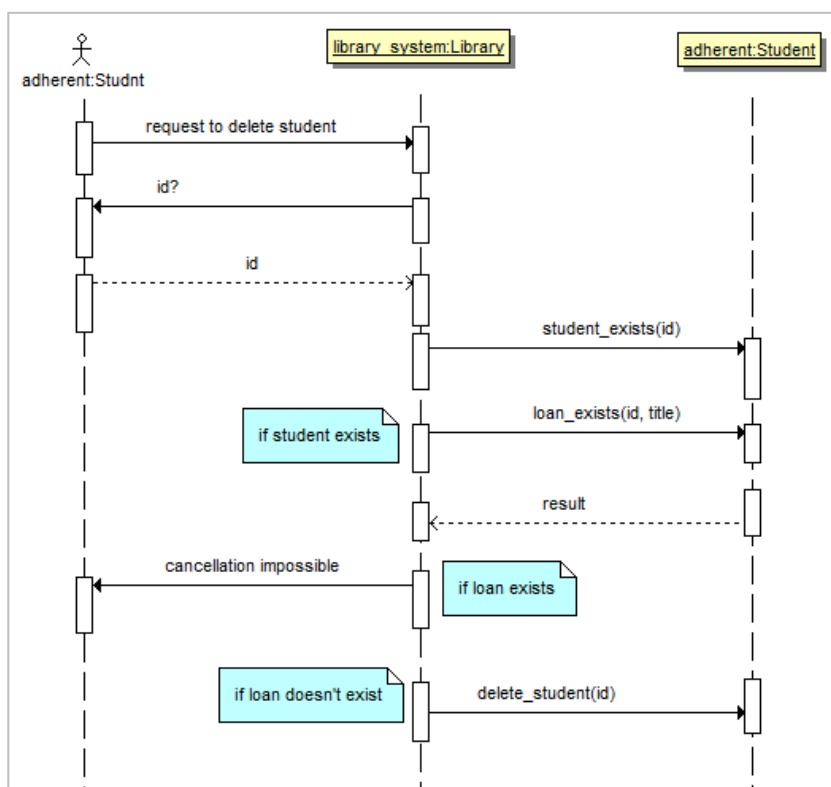 adherent:Studnt
library_system:Library
adherent:Student
request to delete student
id?
id
student_exists(id)
if student exists
loan_exists(id, title)
result
cancellation impossible
if loan exists
if loan doesn't exist
delete_student(id)